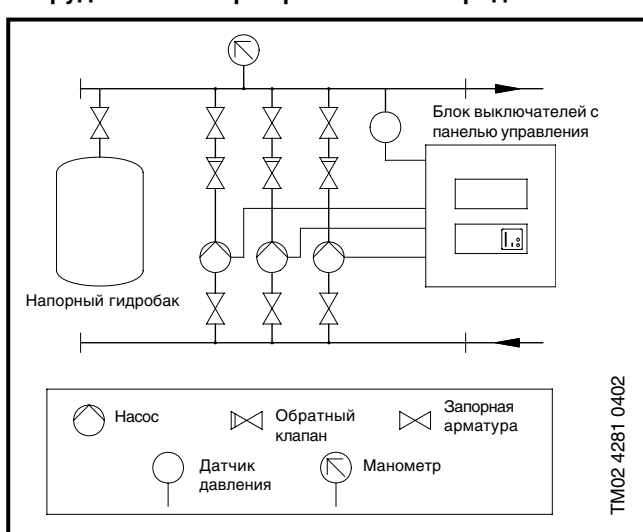 Блок выключателей с
панелью управления
Напорный гидробак
Насос
Обратный
клапан
Запорная
арматура
Датчик
давления
Манометр
TM02 4281 0402